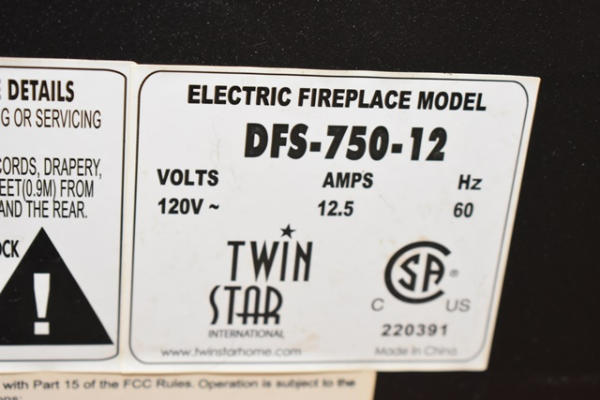 DETAILS
G OR SERVICING
CORDS, DRAPERY,
EET(0.9M) FROM
AND THE REAR.
OCK
!
ELECTRIC FIREPLACE MODEL
DFS-750-12
VOLTS AMPS Hz
120V ~ 12.5 60
TWIN
STAR
INTERNATIONAL
www.twinstarhome.com
SA ®
C US
220391
Made in China
with Part 15 of the FCC Rules. Operation is subject to the